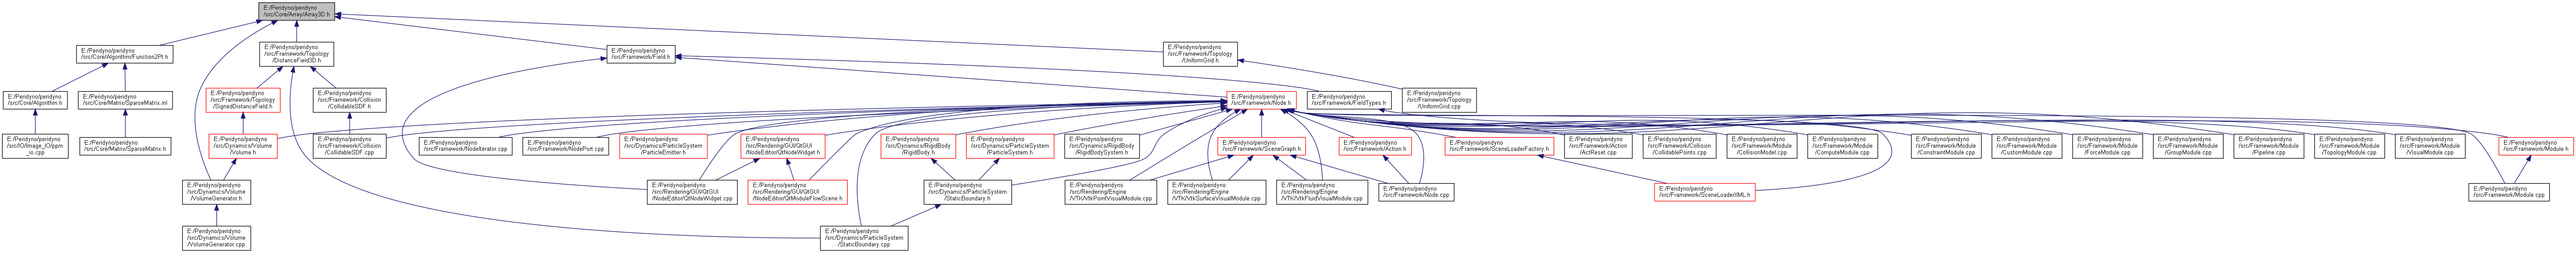 E:/Peridyno/peridyno
/src/Core/Array/Array3D.h
E:/Peridyno/peridyno
/src/Core/Algorithm/Function2Pt.h
E:/Peridyno/peridyno
/src/Framework/Topology
/DistanceField3D.h
E:/Peridyno/peridyno
/src/Framework/Field.h
E:/Peridyno/peridyno
/src/Framework/Topology
/UniformGrid.h
E:/Peridyno/peridyno
/src/Core/Algorithm.h
E:/Peridyno/peridyno
/src/Core/Matrix/SparseMatrix.inl
E:/Peridyno/peridyno
/src/Framework/Topology
/SignedDistanceField.h
E:/Peridyno/peridyno
/src/Framework/Collision
/CollidableSDF.h
E:/Peridyno/peridyno
/src/Framework/Node.h
E:/Peridyno/peridyno
/src/Framework/FieldTypes.h
E:/Peridyno/peridyno
/src/Framework/Topology
/UniformGrid.cpp
E:/Peridyno/peridyno
/src/IO/Image_IO/ppm
_io.cpp
E:/Peridyno/peridyno
/src/Core/Matrix/SparseMatrix.h
E:/Peridyno/peridyno
/src/Dynamics/Volume
/Volume.h
E:/Peridyno/peridyno
/src/Framework/Collision
/CollidableSDF.cpp
E:/Peridyno/peridyno
/src/Framework/NodeIterator.cpp
E:/Peridyno/peridyno
/src/Framework/NodePort.cpp
E:/Peridyno/peridyno
/src/Dynamics/ParticleSystem
/ParticleEmitter.h
E:/Peridyno/peridyno
/src/Rendering/GUI/QtGUI
/NodeEditor/QtNodeWidget.h
E:/Peridyno/peridyno
/src/Dynamics/RigidBody
/RigidBody.h
E:/Peridyno/peridyno
/src/Dynamics/ParticleSystem
/ParticleSystem.h
E:/Peridyno/peridyno
/src/Dynamics/RigidBody
/RigidBodySystem.h
E:/Peridyno/peridyno
/src/Framework/SceneGraph.h
E:/Peridyno/peridyno
/src/Framework/Action.h
E:/Peridyno/peridyno
/src/Framework/SceneLoaderFactory.h
E:/Peridyno/peridyno
/src/Framework/Action
/ActReset.cpp
E:/Peridyno/peridyno
/src/Framework/Collision
/CollidablePoints.cpp
E:/Peridyno/peridyno
/src/Framework/Module
/CollisionModel.cpp
E:/Peridyno/peridyno
/src/Framework/Module
/ComputeModule.cpp
E:/Peridyno/peridyno
/src/Framework/Module
/ConstraintModule.cpp
E:/Peridyno/peridyno
/src/Framework/Module
/CustomModule.cpp
E:/Peridyno/peridyno
/src/Framework/Module
/ForceModule.cpp
E:/Peridyno/peridyno
/src/Framework/Module
/GroupModule.cpp
E:/Peridyno/peridyno
/src/Framework/Module
/Pipeline.cpp
E:/Peridyno/peridyno
/src/Framework/Module
/TopologyModule.cpp
E:/Peridyno/peridyno
/src/Framework/Module
/VisualModule.cpp
E:/Peridyno/peridyno
/src/Framework/Module.h
E:/Peridyno/peridyno
/src/Dynamics/Volume
/VolumeGenerator.h
E:/Peridyno/peridyno
/src/Rendering/GUI/QtGUI
/NodeEditor/QtNodeWidget.cpp
E:/Peridyno/peridyno
/src/Rendering/GUI/QtGUI
/NodeEditor/QtModuleFlowScene.h
E:/Peridyno/peridyno
/src/Dynamics/ParticleSystem
/StaticBoundary.h
E:/Peridyno/peridyno
/src/Rendering/Engine
/VTK/VtkPointVisualModule.cpp
E:/Peridyno/peridyno
/src/Rendering/Engine
/VTK/VtkSurfaceVisualModule.cpp
E:/Peridyno/peridyno
/src/Rendering/Engine
/VTK/VtkFluidVisualModule.cpp
E:/Peridyno/peridyno
/src/Framework/Node.cpp
E:/Peridyno/peridyno
/src/Framework/SceneLoaderXML.h
E:/Peridyno/peridyno
/src/Framework/Module.cpp
E:/Peridyno/peridyno
/src/Dynamics/Volume
/VolumeGenerator.cpp
E:/Peridyno/peridyno
/src/Dynamics/ParticleSystem
/StaticBoundary.cpp